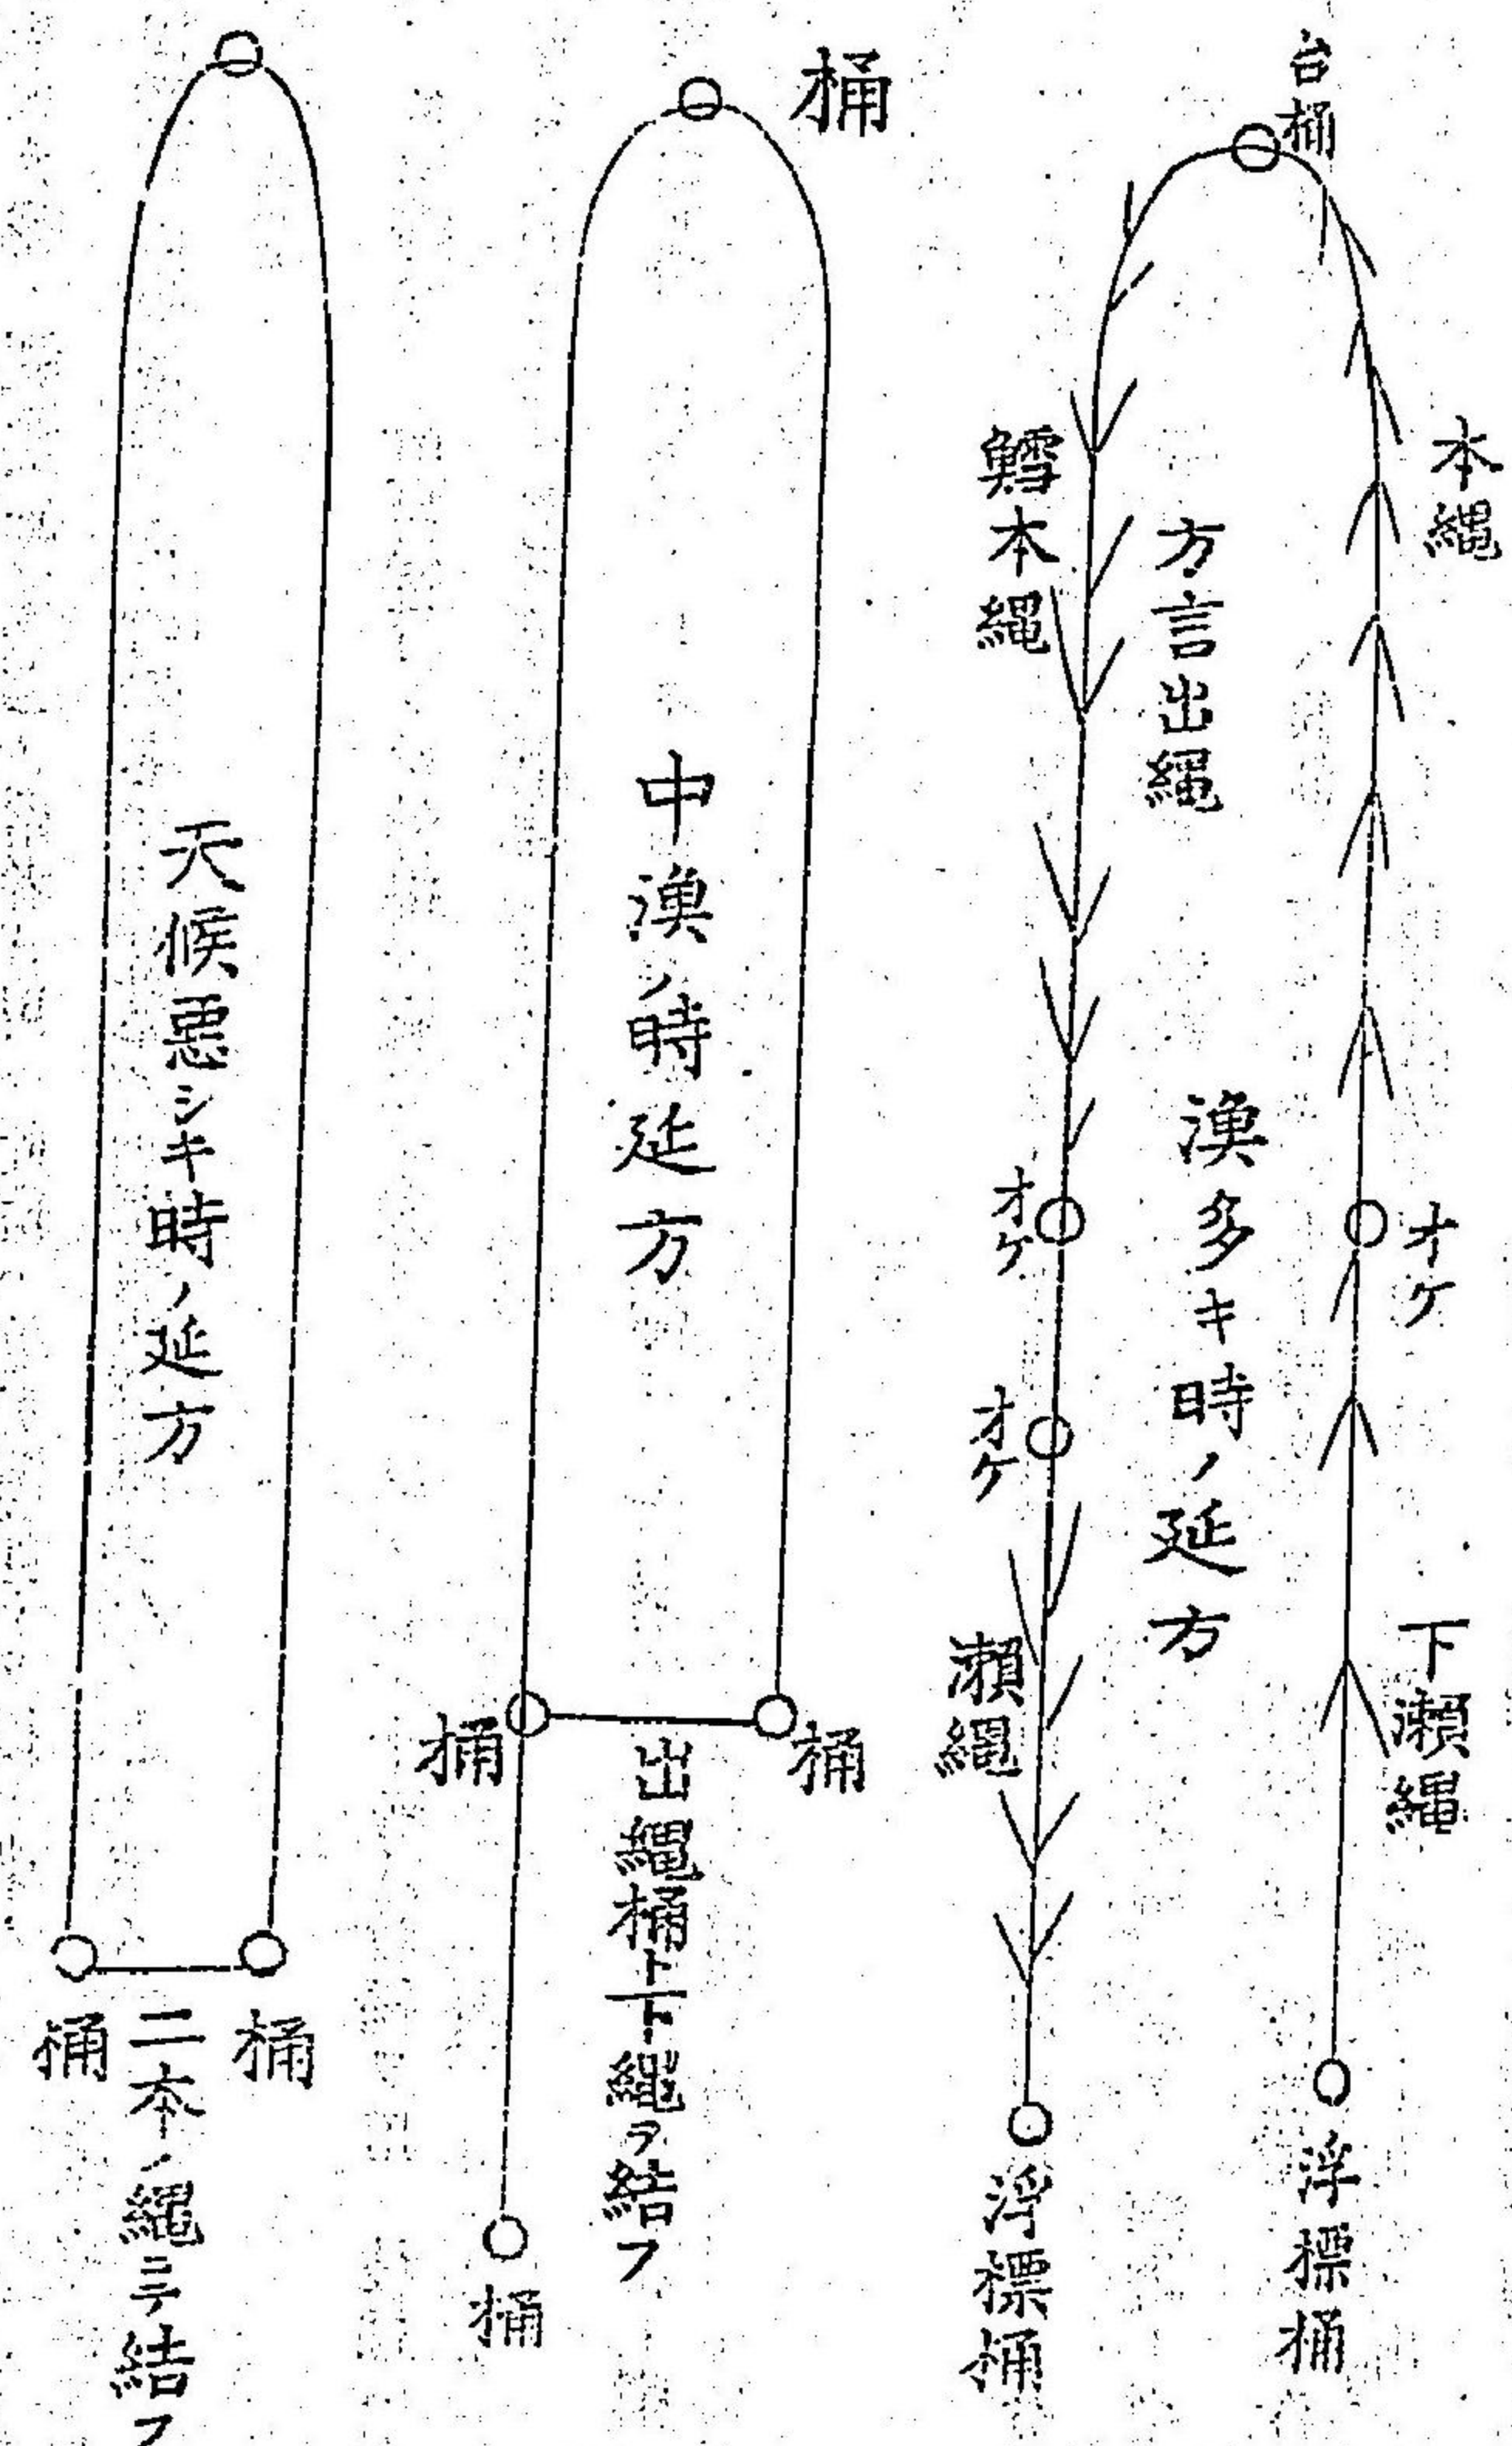 台桶
本縄
オケ
下瀬縄
浮標桶
方言出縄
漁多キ時ノ延方
鱈本縄
オケ
オケ
瀬縄
浮標桶
桶
中漁ノ時延方
桶
出縄桶ト下縄ヲ結フ
桶
桶
天候悪シキ時ノ延方
桶
二本ノ縄ニテ結フ
桶